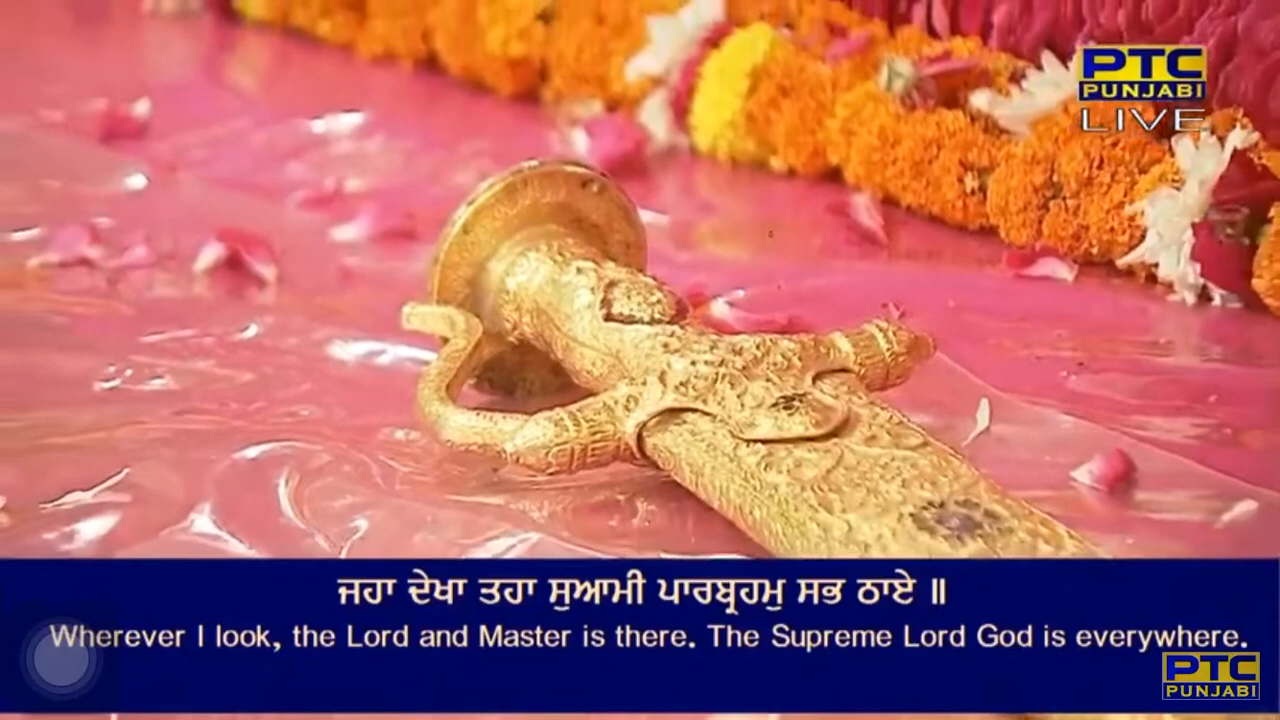 PTC
PUNJABI
LIVE
ਜਹਾ ਦੇਖਾ ਤਹਾ ਸੁਆਮੀ ਪਾਰਬ੍ਰਹਮੁ ਸਭ ਠਾਏ ॥
Wherever I look, the Lord and Master is there. The Supreme Lord God is everywhere.
PTC
PUNJABI